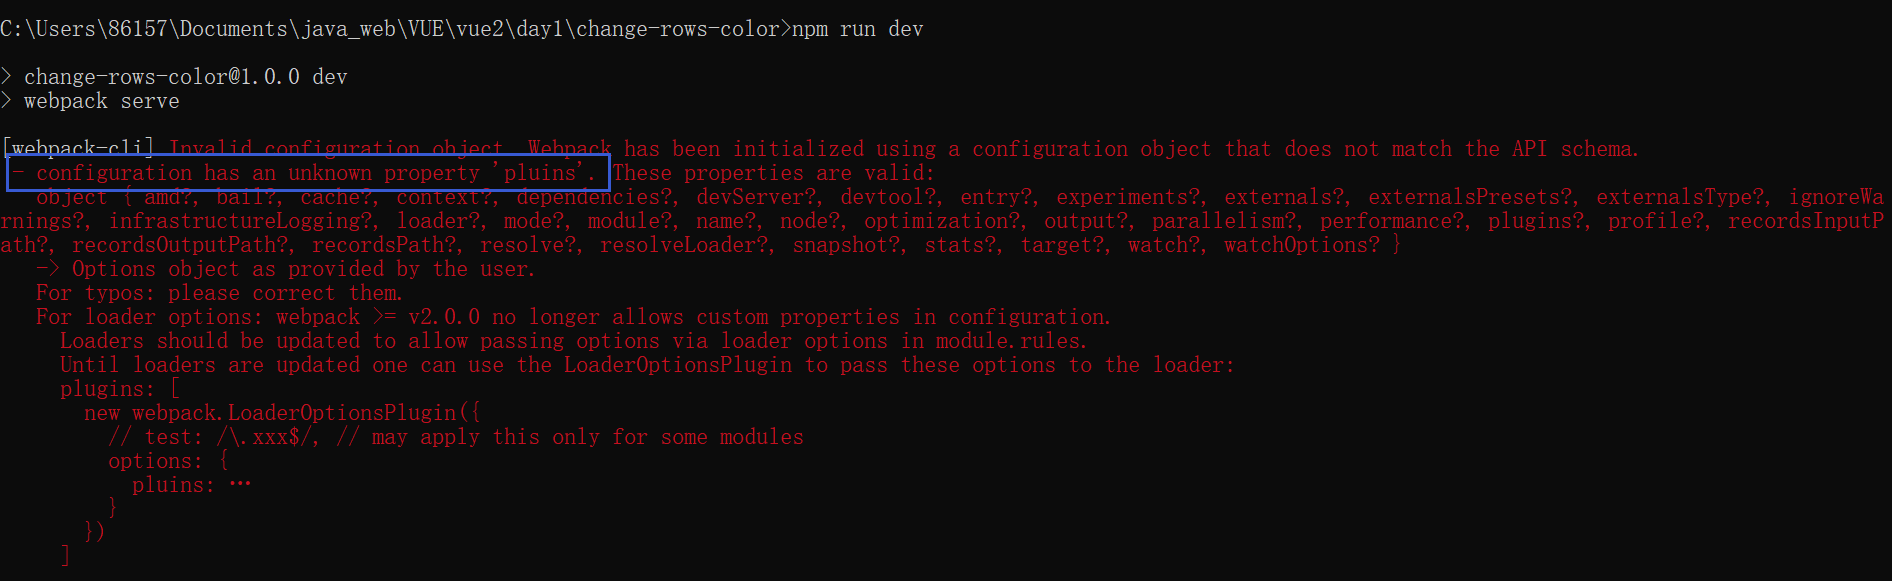 C:\Users\86157\Documents\java_web\VUE\vue2\day1\change-rows-color>npm run dev
> change-rows-color@1.0.0 dev
> webpack serve
[webpack-cli] Invalid configuration object. Webpack has been initialized using a configuration object that does not match the API schema.
- configuration has an unknown property 'pluins'. These properties are valid:
object { amd?, bail?, cache?, context?, dependencies?, devServer?, devtool?, entry?, experiments?, externals?, externalsPresets?, externalsType?, ignoreWa
rnings?, infrastructureLogging?, loader?, mode?, module?, name?, node?, optimization?, output?, parallelism?, performance?, plugins?, profile?, recordsInputP
ath?, recordsOutputPath?, recordsPath?, resolve?, resolveLoader?, snapshot?, stats?, target?, watch?, watchOptions? }
-> Options object as provided by the user.
For typos: please correct them.
For loader options: webpack >= v2.0.0 no longer allows custom properties in configuration.
Loaders should be updated to allow passing options via loader options in module.rules.
Until loaders are updated one can use the LoaderOptionsPlugin to pass these options to the loader:
plugins: [
new webpack.LoaderOptionsPlugin({
// test: /\.xxx$/, // may apply this only for some modules
options: {
pluins: …
}
})
]